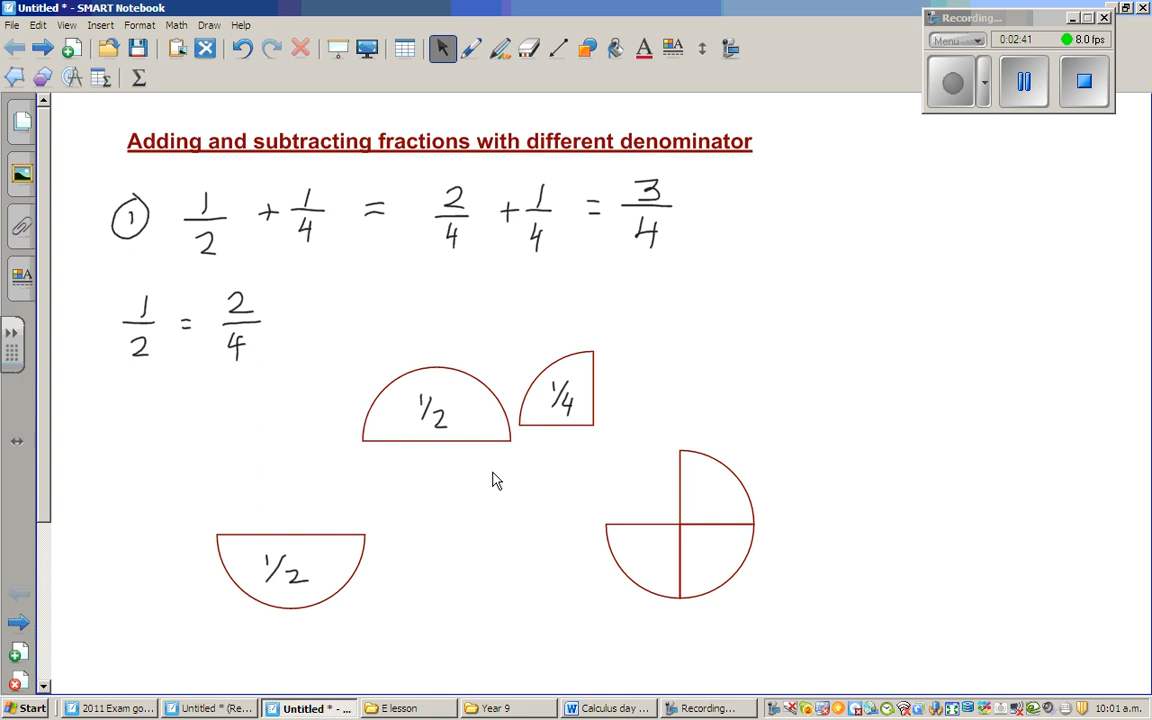 Untitled * - SMART Notebook
File Edit View Insert Format Math Draw Help
Recording...
Menu 0:02:41 8.0 fps
Adding and subtracting fractions with different denominator
① 1/2 + 1/4 = 2/4 + 1/4 = 3/4
1/2 = 2/4
1/2 1/4
1/2
Start 2011 Exam go... Untitled * (Re... Untitled * - ... E lesson Year 9 Calculus day ... Recording... 10:01 a.m.